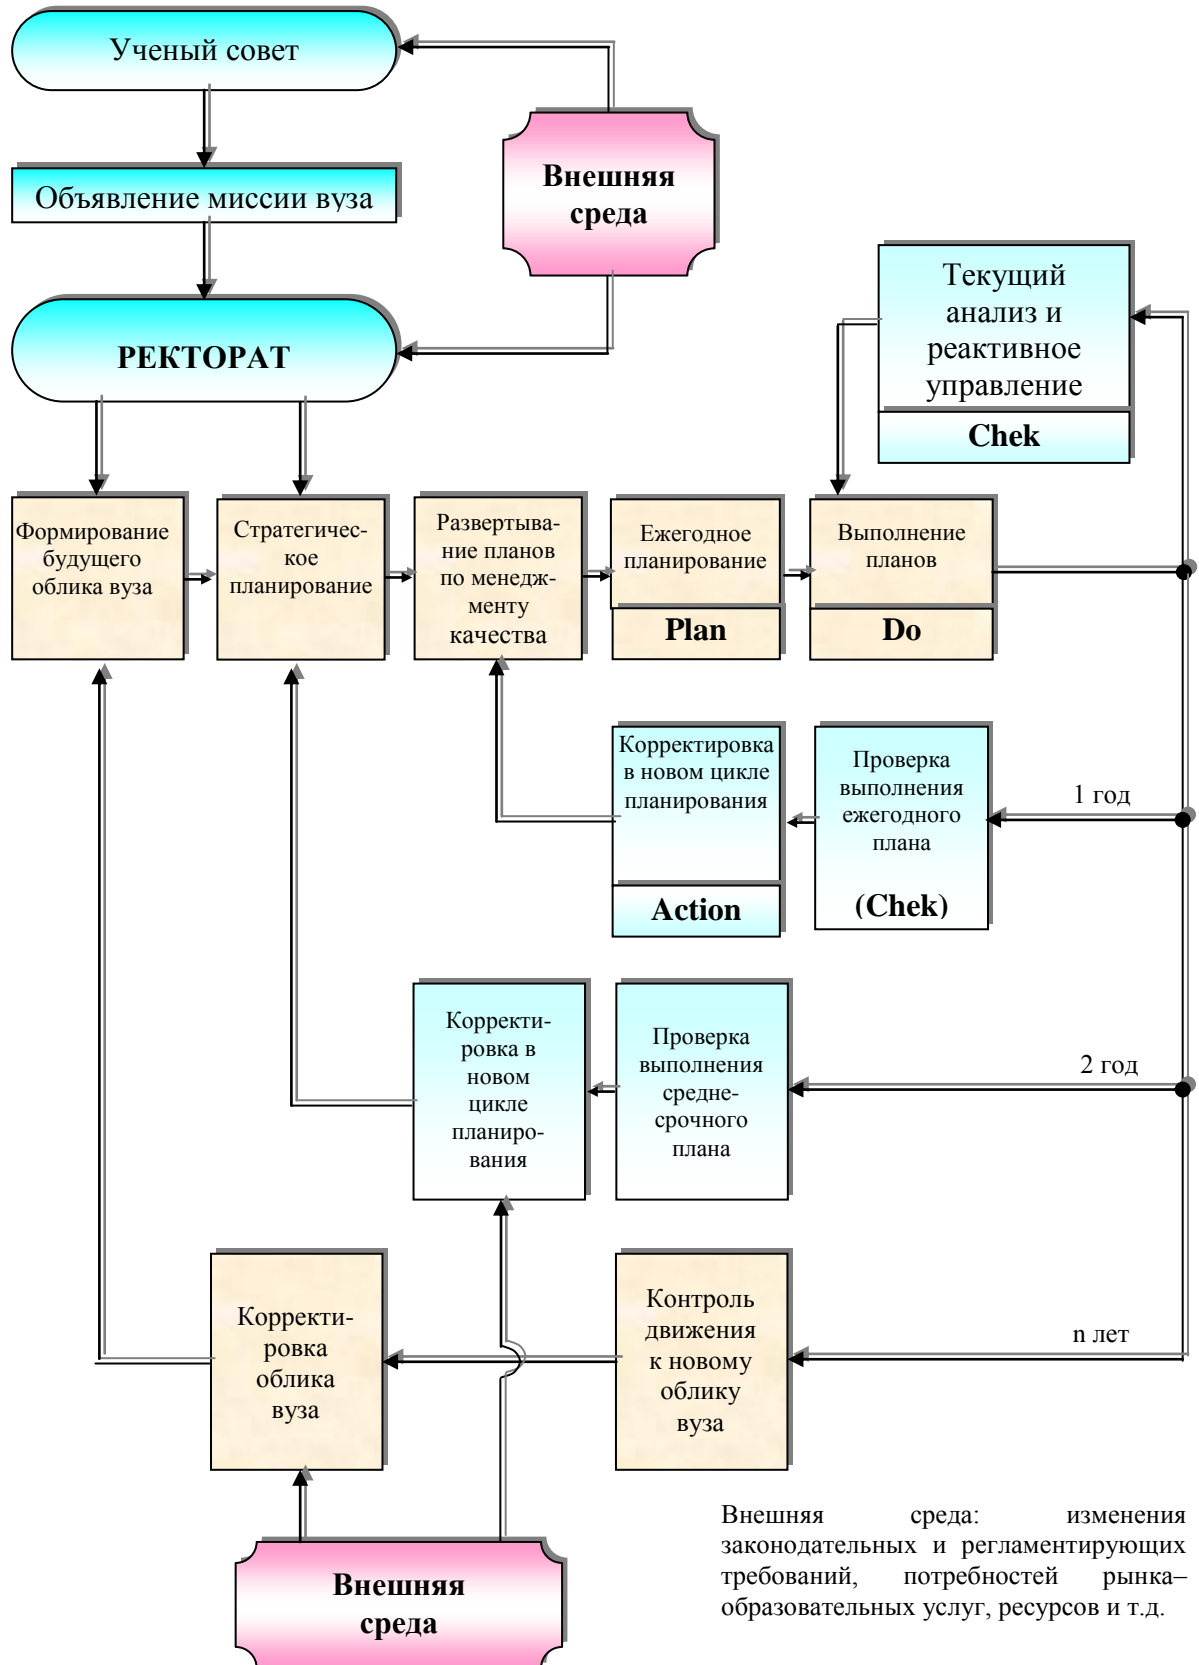 Ученый совет
Внешняя
среда
Объявление миссии вуза
РЕКТОРАТ
Текущий
анализ и
реактивное
управление
Chek
Формирование
будущего
облика вуза
Стратегичес-
кое
планирование
Развертыва-
ние планов
по менедж-
менту
качества
Ежегодное
планирование
Plan
Выполнение
планов
Do
Корректировка
в новом цикле
планирования
Action
Проверка
выполнения
ежегодного
плана
(Chek)
1 год
Корректи-
ровка в
новом
цикле
планиро-
вания
Проверка
выполнения
средне-
срочного
плана
2 год
Корректи-
ровка
облика
вуза
Контроль
движения
к новому
облику
вуза
n лет
Внешняя
среда
Внешняя среда: изменения
законодательных и регламентирующих
требований, потребностей рынка–
образовательных услуг, ресурсов и т.д.